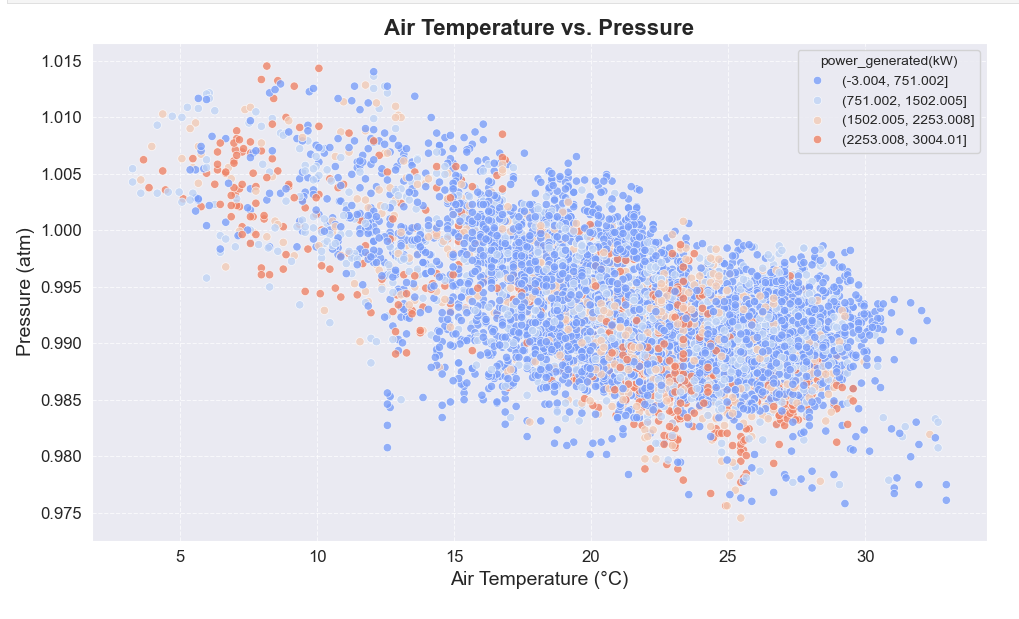 Air Temperature vs. Pressure
power_generated(kW)
(-3.004, 751.002]
(751.002, 1502.005]
(1502.005, 2253.008]
(2253.008, 3004.01]
1.015
1.010
1.005
1.000
0.995
0.990
0.985
0.980
0.975
Pressure (atm)
5 10 15 20 25 30
Air Temperature (°C)